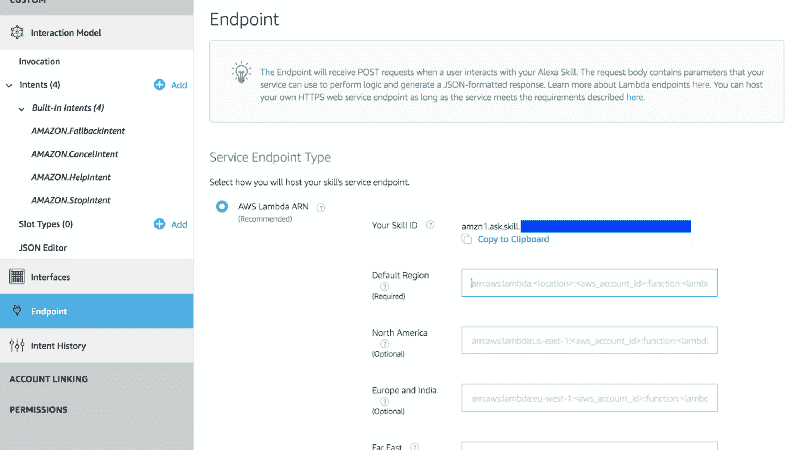 CUSTOM
Endpoint
Interaction Model
The Endpoint will receive POST requests when a user interacts with your Alexa Skill. The request body contains parameters that your
service can use to perform logic and generate a JSON-formatted response. Learn more about Lambda endpoints here. You can host
your own HTTPS web service endpoint as long as the service meets the requirements described here.
Invocation
Intents (4)
Add
Built-In Intents (4)
AMAZON.FallbackIntent
AMAZON.CancelIntent
AMAZON.HelpIntent
AMAZON.StopIntent
Slot Types (0)
Add
JSON Editor
Interfaces
Endpoint
Intent History
ACCOUNT LINKING
PERMISSIONS
Service Endpoint Type
Select how you will host your skill's service endpoint.
AWS Lambda ARN ?
(Recommended)
Your Skill ID ?
amzn1.ask.skill.
Copy to Clipboard
Default Region
?
(Required)
arn:aws:lambda:<location>:<aws_account_id>:function:<lambda
North America
?
(Optional)
arn:aws:lambda:us-east-1:<aws_account_id>:function:<lambda
Europe and India
?
(Optional)
arn:aws:lambda:eu-west-1:<aws_account_id>:function:<lambda
Far East ?